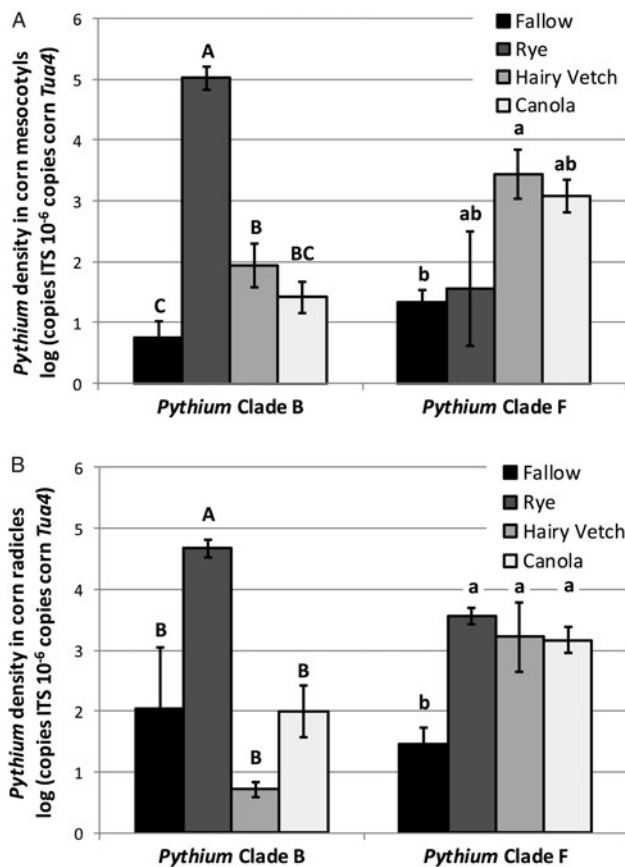 A
Pythium density in corn mesocotyls
log (copies ITS 10⁻⁶ copies corn Tua4)
6
5
4
3
2
1
0
Fallow
Rye
Hairy Vetch
Canola
C
A
B
BC
b
ab
a
ab
Pythium Clade B
Pythium Clade F
B
Pythium density in corn radicles
log (copies ITS 10⁻⁶ copies corn Tua4)
6
5
4
3
2
1
0
Fallow
Rye
Hairy Vetch
Canola
B
A
B
B
b
a
a
a
Pythium Clade B
Pythium Clade F